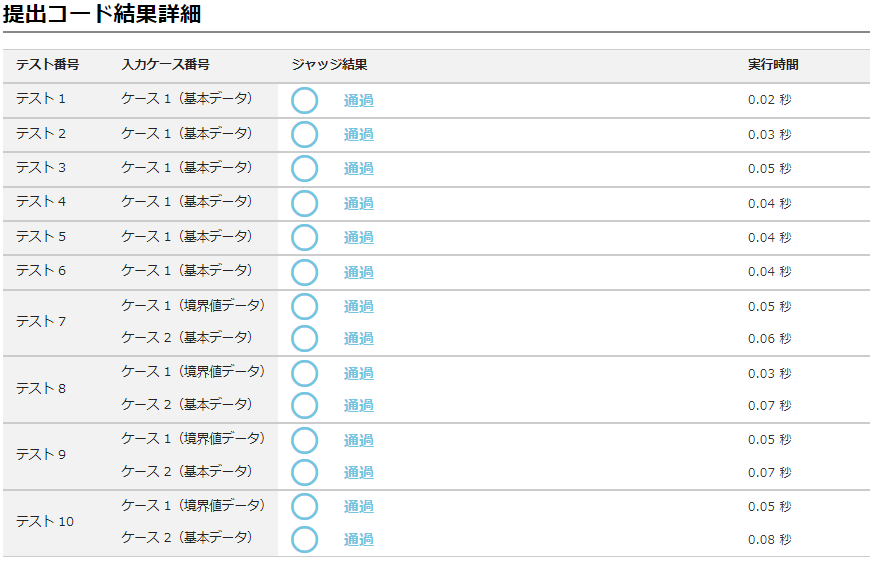 提出コード結果詳細
テスト番号 入力ケース番号 ジャッジ結果 実行時間
テスト 1 ケース 1（基本データ） 通過 0.02 秒
テスト 2 ケース 1（基本データ） 通過 0.03 秒
テスト 3 ケース 1（基本データ） 通過 0.05 秒
テスト 4 ケース 1（基本データ） 通過 0.04 秒
テスト 5 ケース 1（基本データ） 通過 0.04 秒
テスト 6 ケース 1（基本データ） 通過 0.04 秒
テスト 7 ケース 1（境界値データ） 通過 0.05 秒
ケース 2（基本データ） 通過 0.06 秒
テスト 8 ケース 1（境界値データ） 通過 0.03 秒
ケース 2（基本データ） 通過 0.07 秒
テスト 9 ケース 1（境界値データ） 通過 0.05 秒
ケース 2（基本データ） 通過 0.07 秒
テスト 10 ケース 1（境界値データ） 通過 0.05 秒
ケース 2（基本データ） 通過 0.08 秒